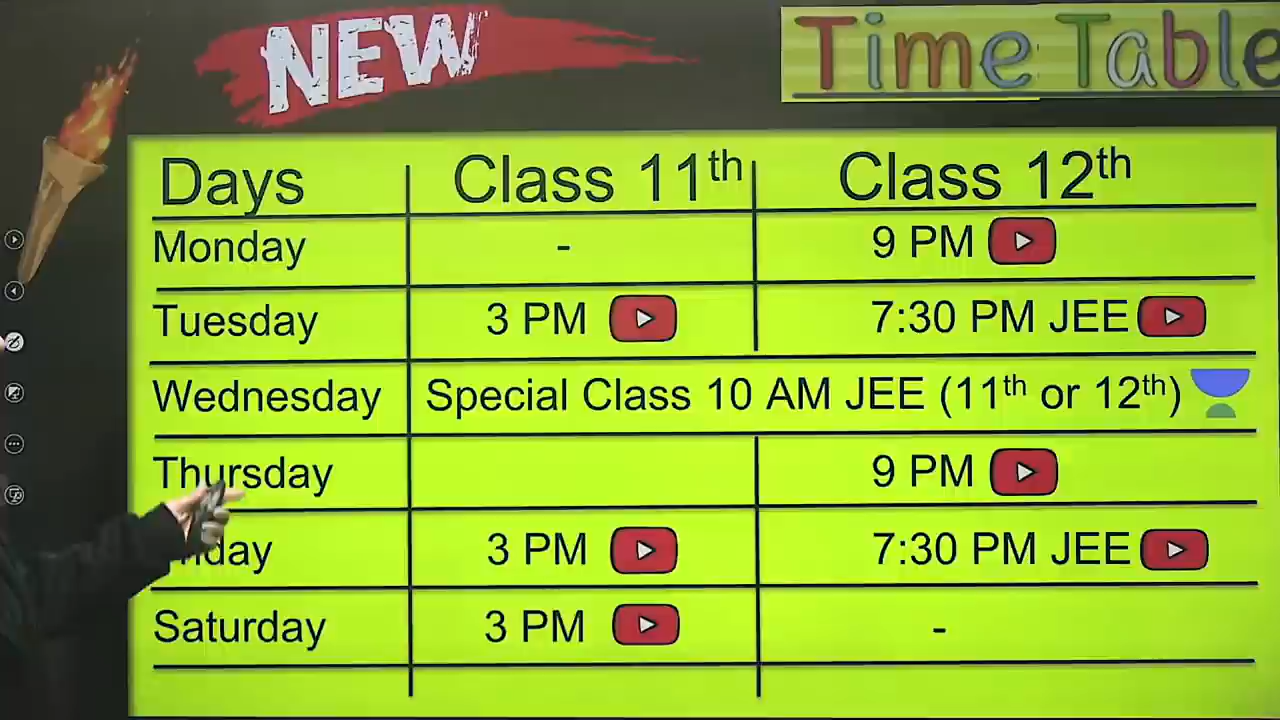 NEW
Time Table
Days Class 11th Class 12th
Monday - 9 PM
Tuesday 3 PM 7:30 PM JEE
Wednesday Special Class 10 AM JEE (11th or 12th)
Thursday 9 PM
day 3 PM 7:30 PM JEE
Saturday 3 PM -